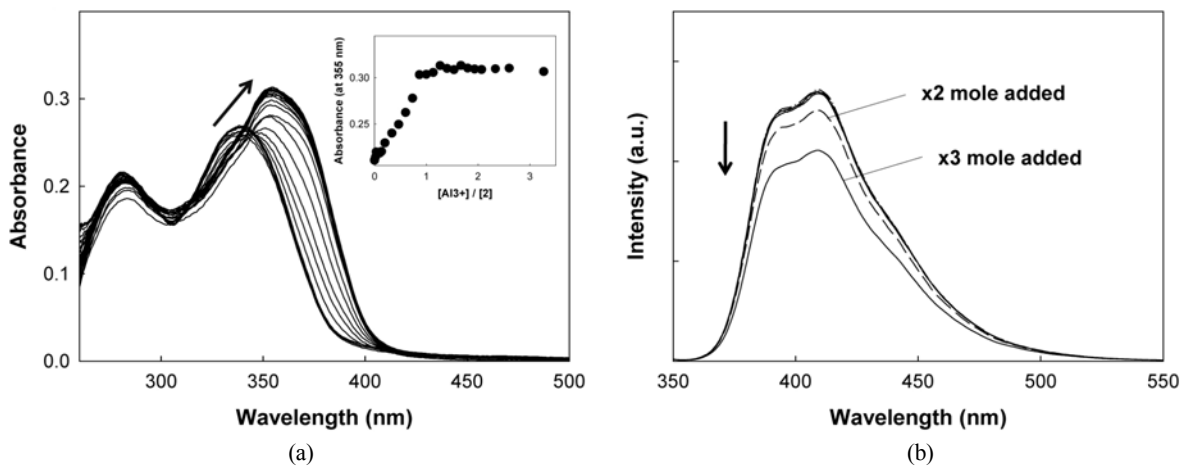 Absorbance
0.3
0.2
0.1
0.0
300 350 400 450 500
Wavelength (nm)
Absorbance (at 355 nm)
0.30
0.25
0 1 2 3
[Al3+] / [2]
(a)
Intensity (a.u.)
x2 mole added
x3 mole added
350 400 450 500 550
Wavelength (nm)
(b)